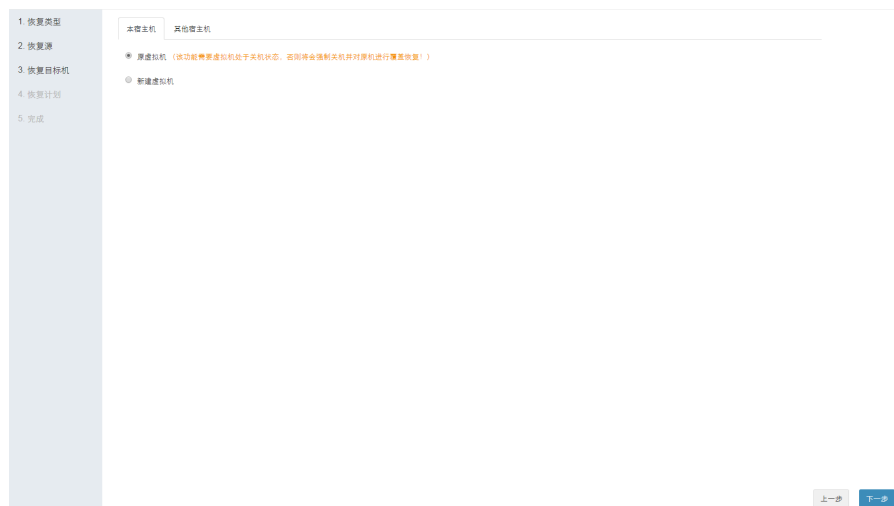 1. 恢复类型
2. 恢复源
3. 恢复目标机
4. 恢复计划
5. 完成
本宿主机 其他宿主机
原虚拟机 （该功能需要虚拟机处于关机状态，否则将会强制关机并对原机进行覆盖恢复！）
新建虚拟机
上一步 下一步